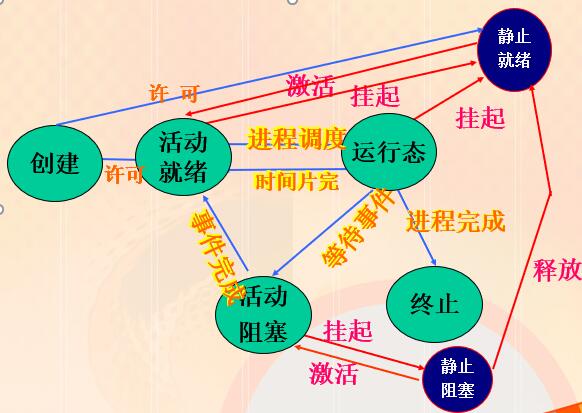 静止
就绪
许 可
激活
挂起
挂起
创建
许可
活动
就绪
进程调度
时间片完
运行态
事件完成
等待事件
进程完成
释放
活动
阻塞
终止
挂起
激活
静止
阻塞